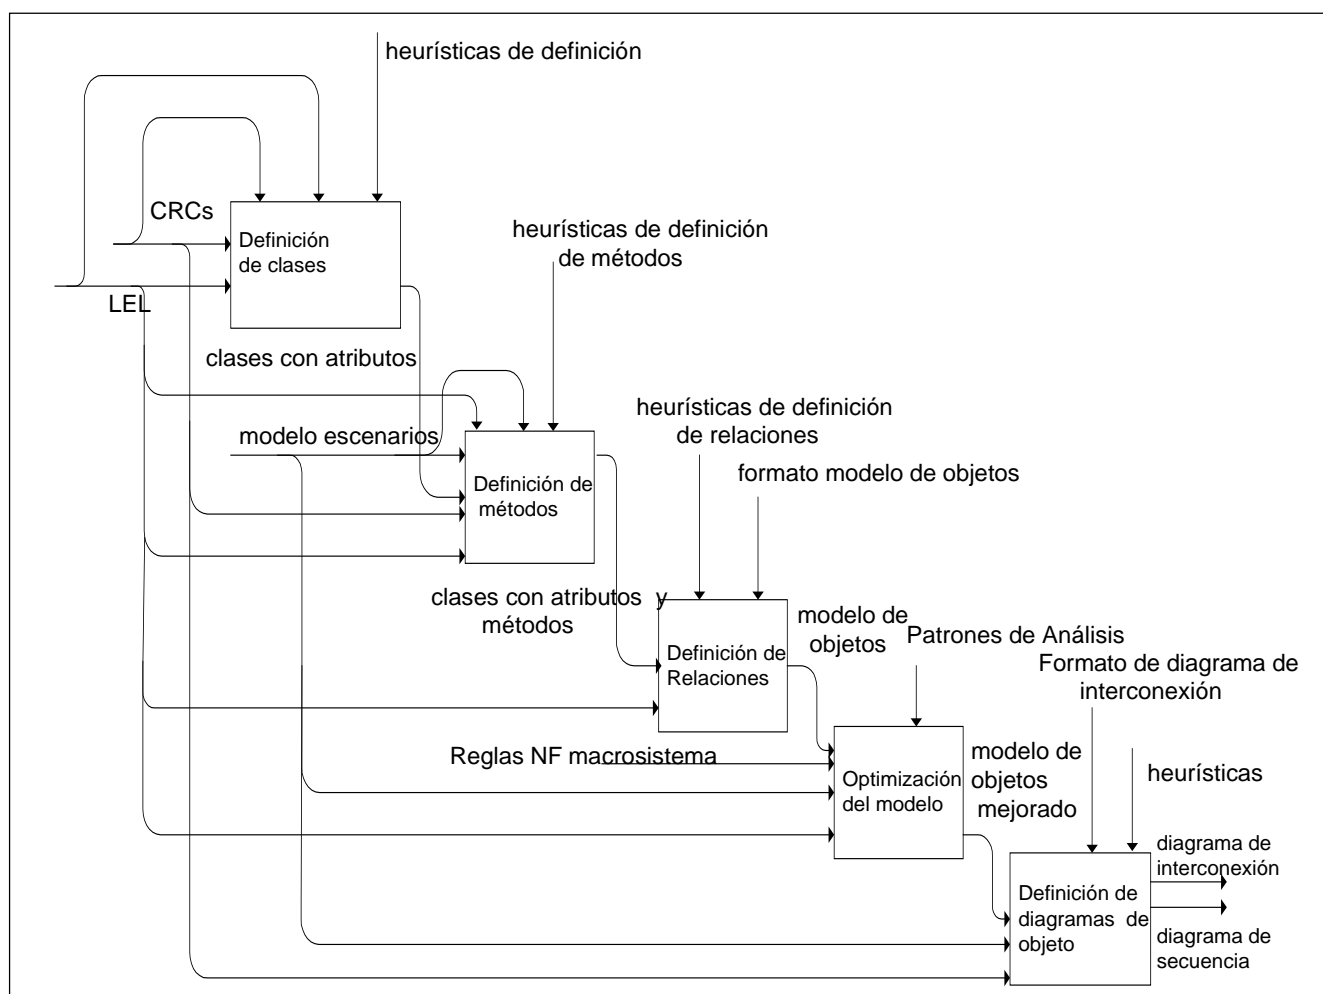 heurísticas de definición
CRCs
Definición
de clases
LEL
heurísticas de definición
de métodos
clases con atributos
modelo escenarios
Definición de
métodos
heurísticas de definición
de relaciones
formato modelo de objetos
clases con atributos y
métodos
Definición de
Relaciones
modelo de
objetos
Patrones de Análisis
Formato de diagrama de
interconexión
Reglas NF macrosistema
Optimización
del modelo
modelo de
objetos
mejorado
heurísticas
Definición de
diagramas de
objeto
diagrama de
interconexión
diagrama de
secuencia